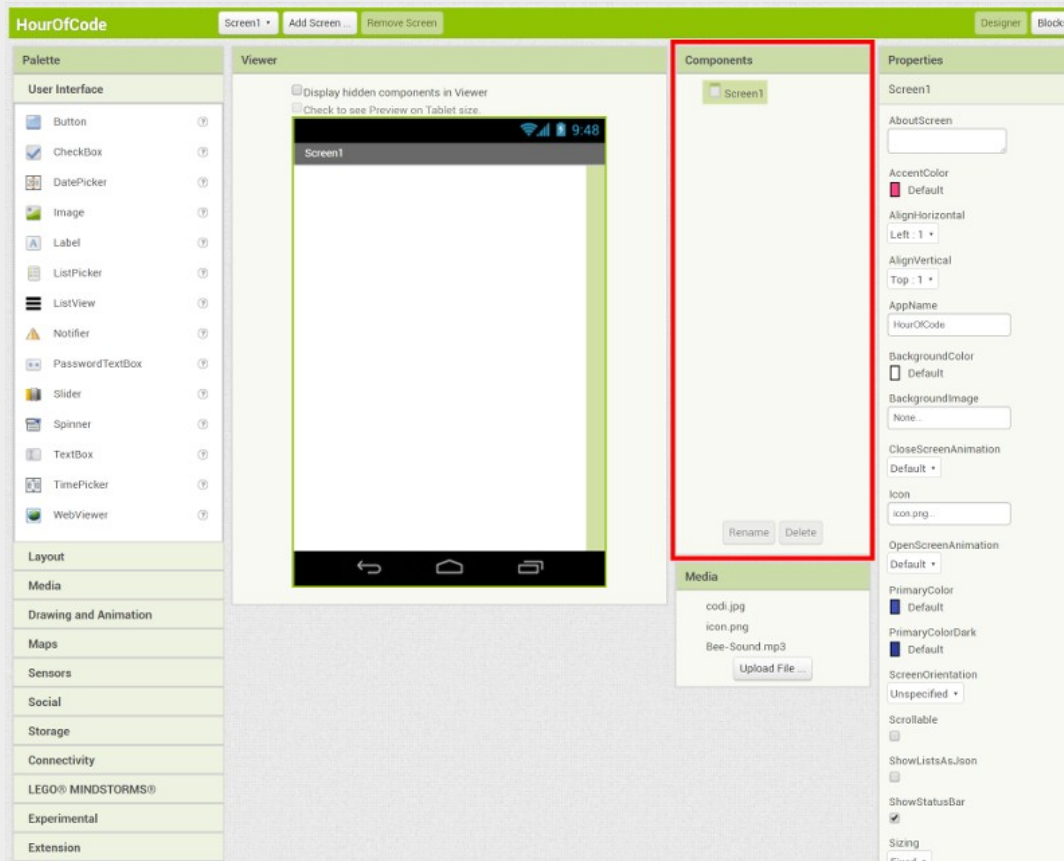 HourOfCode
Screen1
Add Screen ...
Remove Screen
Designer
Blocks
Palette
User Interface
Button
CheckBox
DatePicker
Image
Label
ListPicker
ListView
Notifier
PasswordTextBox
Slider
Spinner
TextBox
TimePicker
WebViewer
Layout
Media
Drawing and Animation
Maps
Sensors
Social
Storage
Connectivity
LEGO® MINDSTORMS®
Experimental
Extension
Viewer
Display hidden components in Viewer
Check to see Preview on Tablet size.
9:48
Screen1
Components
Screen1
Rename
Delete
Media
codi.jpg
icon.png
Bee-Sound.mp3
Upload File ...
Properties
Screen1
AboutScreen
AccentColor
Default
AlignHorizontal
Left : 1
AlignVertical
Top : 1
AppName
HourOfCode
BackgroundColor
Default
BackgroundImage
None...
CloseScreenAnimation
Default
Icon
icon.png...
OpenScreenAnimation
Default
PrimaryColor
Default
PrimaryColorDark
Default
ScreenOrientation
Unspecified
Scrollable
ShowListsAsJson
ShowStatusBar
Sizing
Fixed